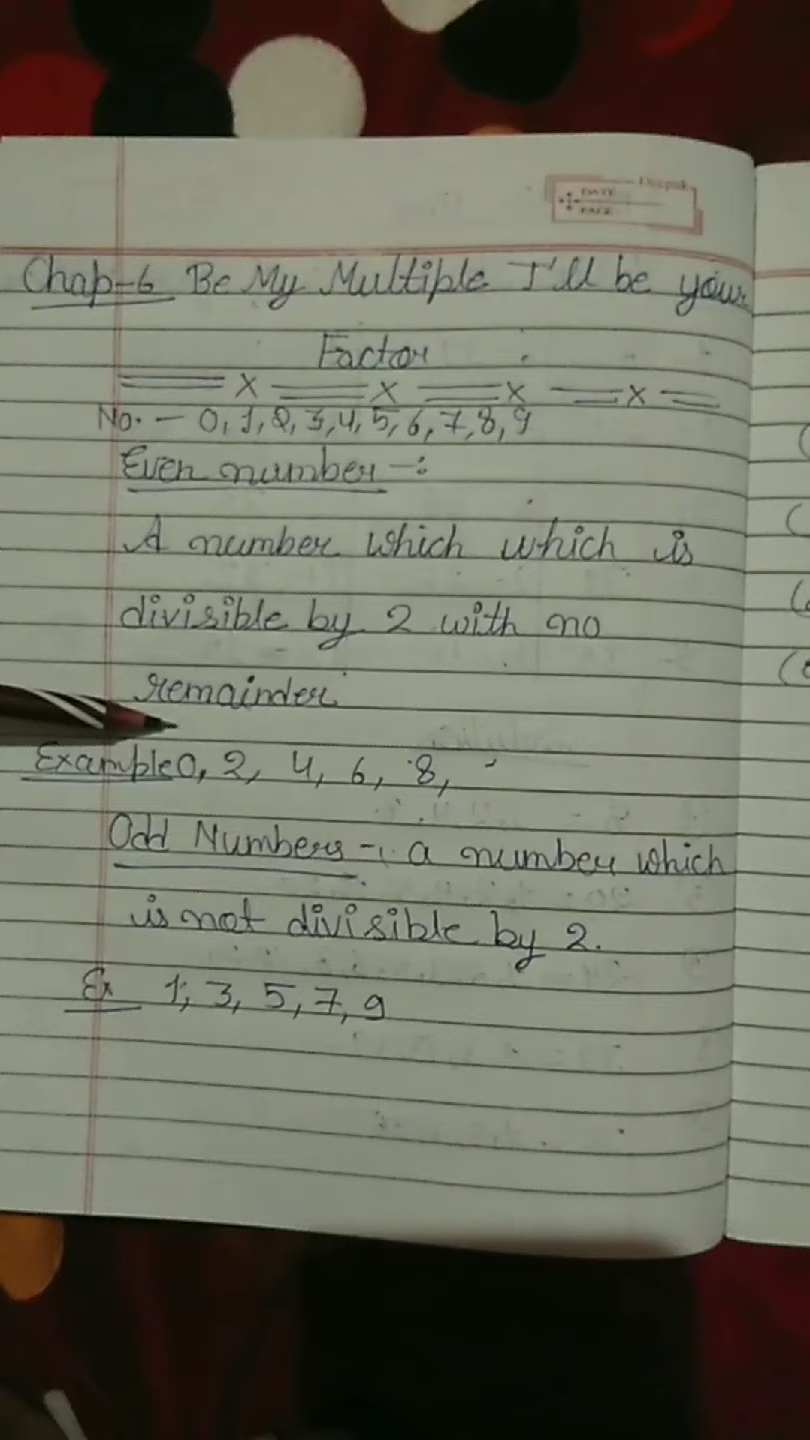 DATE
PAGE
Chap-6 Be My Multiple I'll be your
Factor
== X == X == X == X ==
No. - 0, 1, 2, 3, 4, 5, 6, 7, 8, 9
Even number -:
A number which which is
divisible by 2 with no
remainder.
Example 0, 2, 4, 6, 8,
Odd Numbers -: a number which
is not divisible by 2.
Ex 1, 3, 5, 7, 9
(
(
(
(